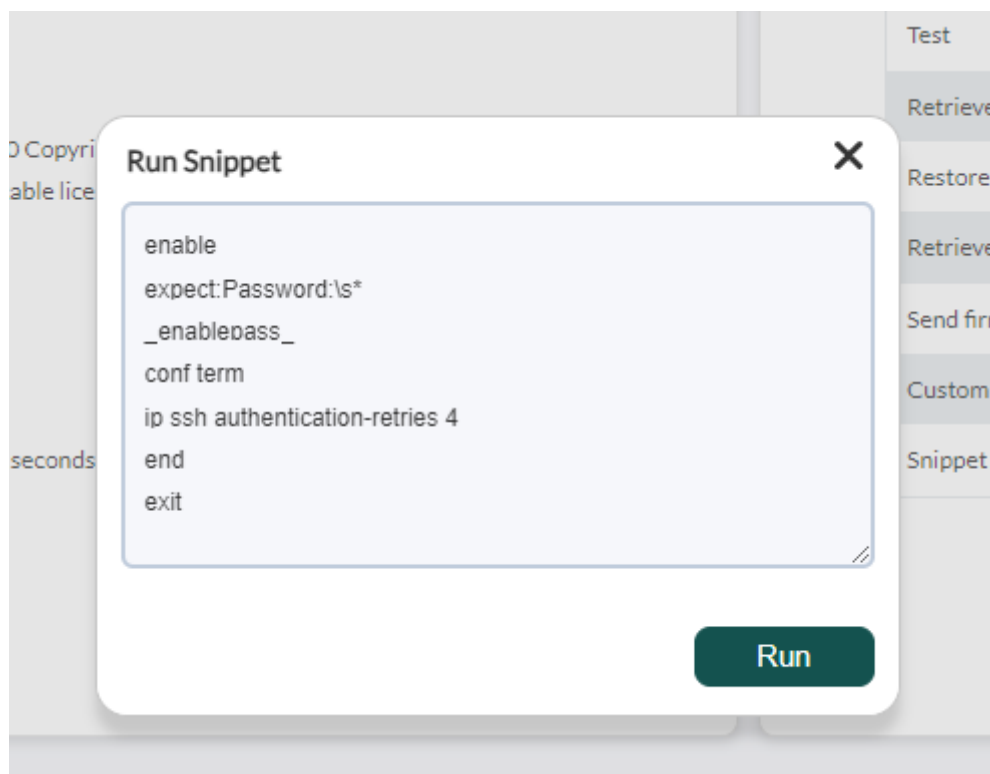 Test
Retrieve
0 Copyri
Run Snippet
able lice
Restore
enable
Retrieve
expect:Password:\s*
Send firm
_enablepass_
conf term
Custom
ip ssh authentication-retries 4
seconds
end
Snippet
exit
Run